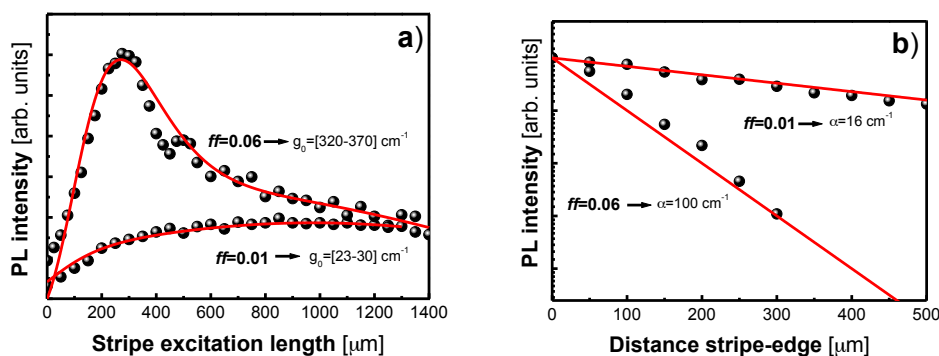 a)
PL intensity [arb. units]
ff=0.06 → g₀=[320-370] cm⁻¹
ff=0.01 → g₀=[23-30] cm⁻¹
0 200 400 600 800 1000 1200 1400
Stripe excitation length [μm]
b)
PL intensity [arb. units]
ff=0.01 → α=16 cm⁻¹
ff=0.06 → α=100 cm⁻¹
0 100 200 300 400 500
Distance stripe-edge [μm]